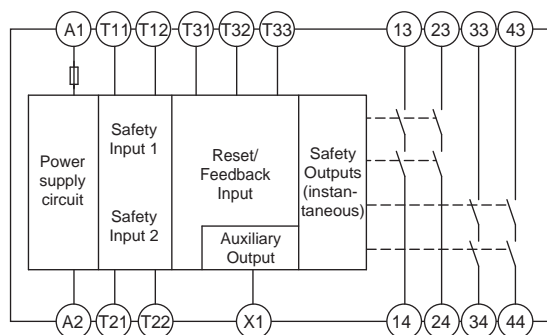 A1 T11 T12 T31 T32 T33 13 23 33 43
Power
supply
circuit
Safety
Input 1
Safety
Input 2
Reset/
Feedback
Input
Auxiliary
Output
Safety
Outputs
(instan-
taneous)
A2 T21 T22 X1 14 24 34 44